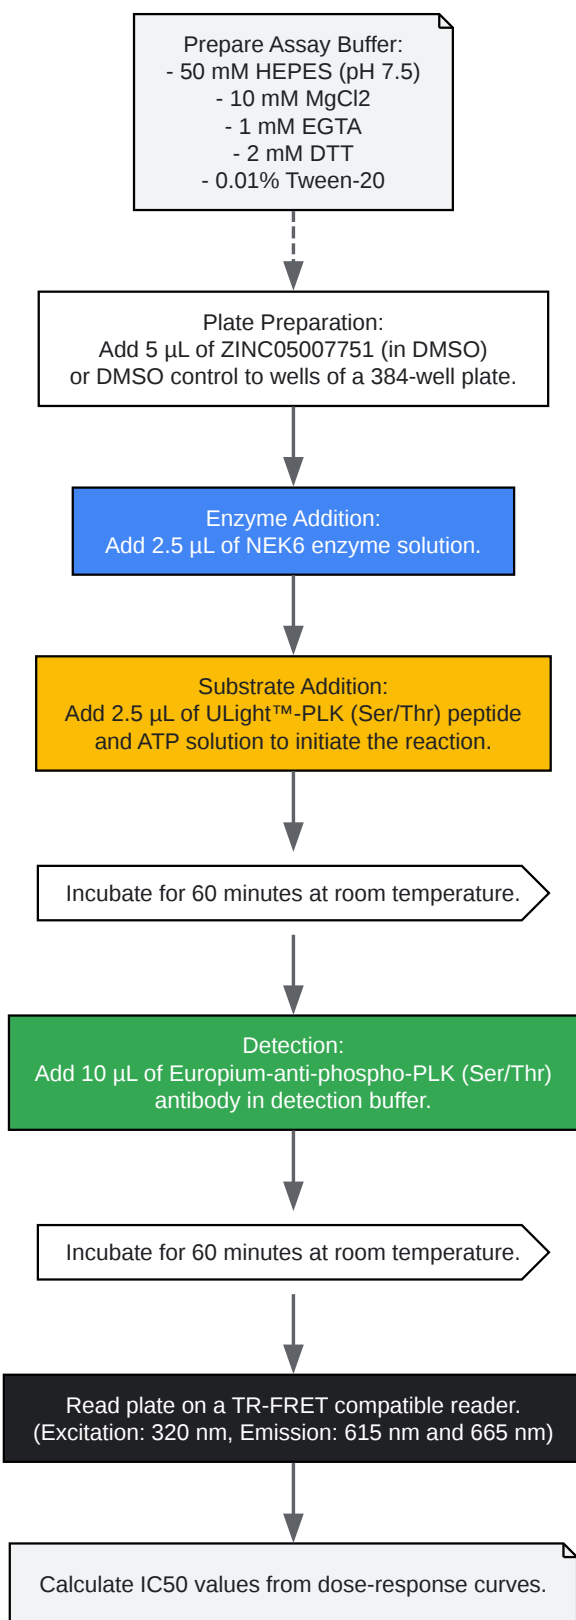 Prepare Assay Buffer:
- 50 mM HEPES (pH 7.5)
- 10 mM MgCl2
- 1 mM EGTA
- 2 mM DTT
- 0.01% Tween-20
Plate Preparation:
Add 5 µL of ZINC05007751 (in DMSO)
or DMSO control to wells of a 384-well plate.
Enzyme Addition:
Add 2.5 µL of NEK6 enzyme solution.
Substrate Addition:
Add 2.5 µL of ULight™-PLK (Ser/Thr) peptide
and ATP solution to initiate the reaction.
Incubate for 60 minutes at room temperature.
Detection:
Add 10 µL of Europium-anti-phospho-PLK (Ser/Thr)
antibody in detection buffer.
Incubate for 60 minutes at room temperature.
Read plate on a TR-FRET compatible reader.
(Excitation: 320 nm, Emission: 615 nm and 665 nm)
Calculate IC50 values from dose-response curves.